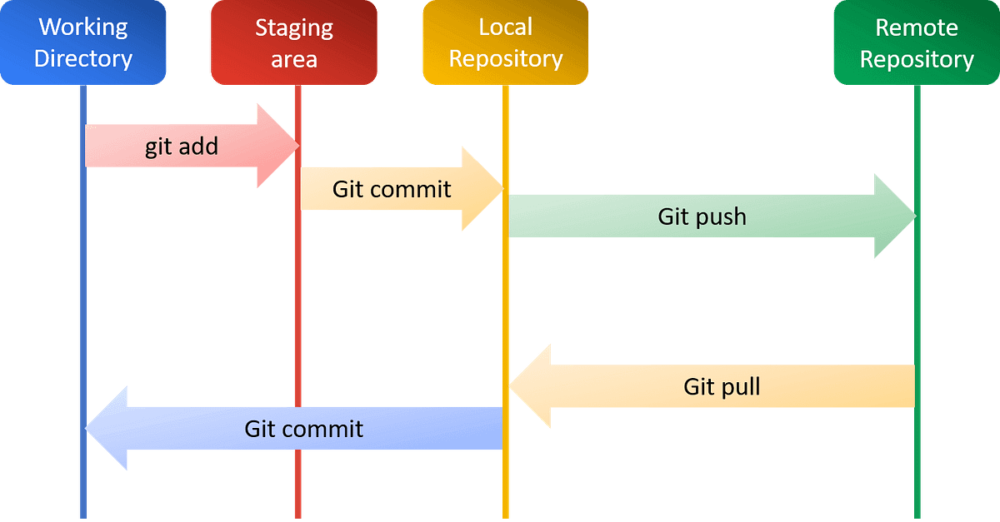 Working
Directory
Staging
area
Local
Repository
Remote
Repository
git add
Git commit
Git push
Git pull
Git commit